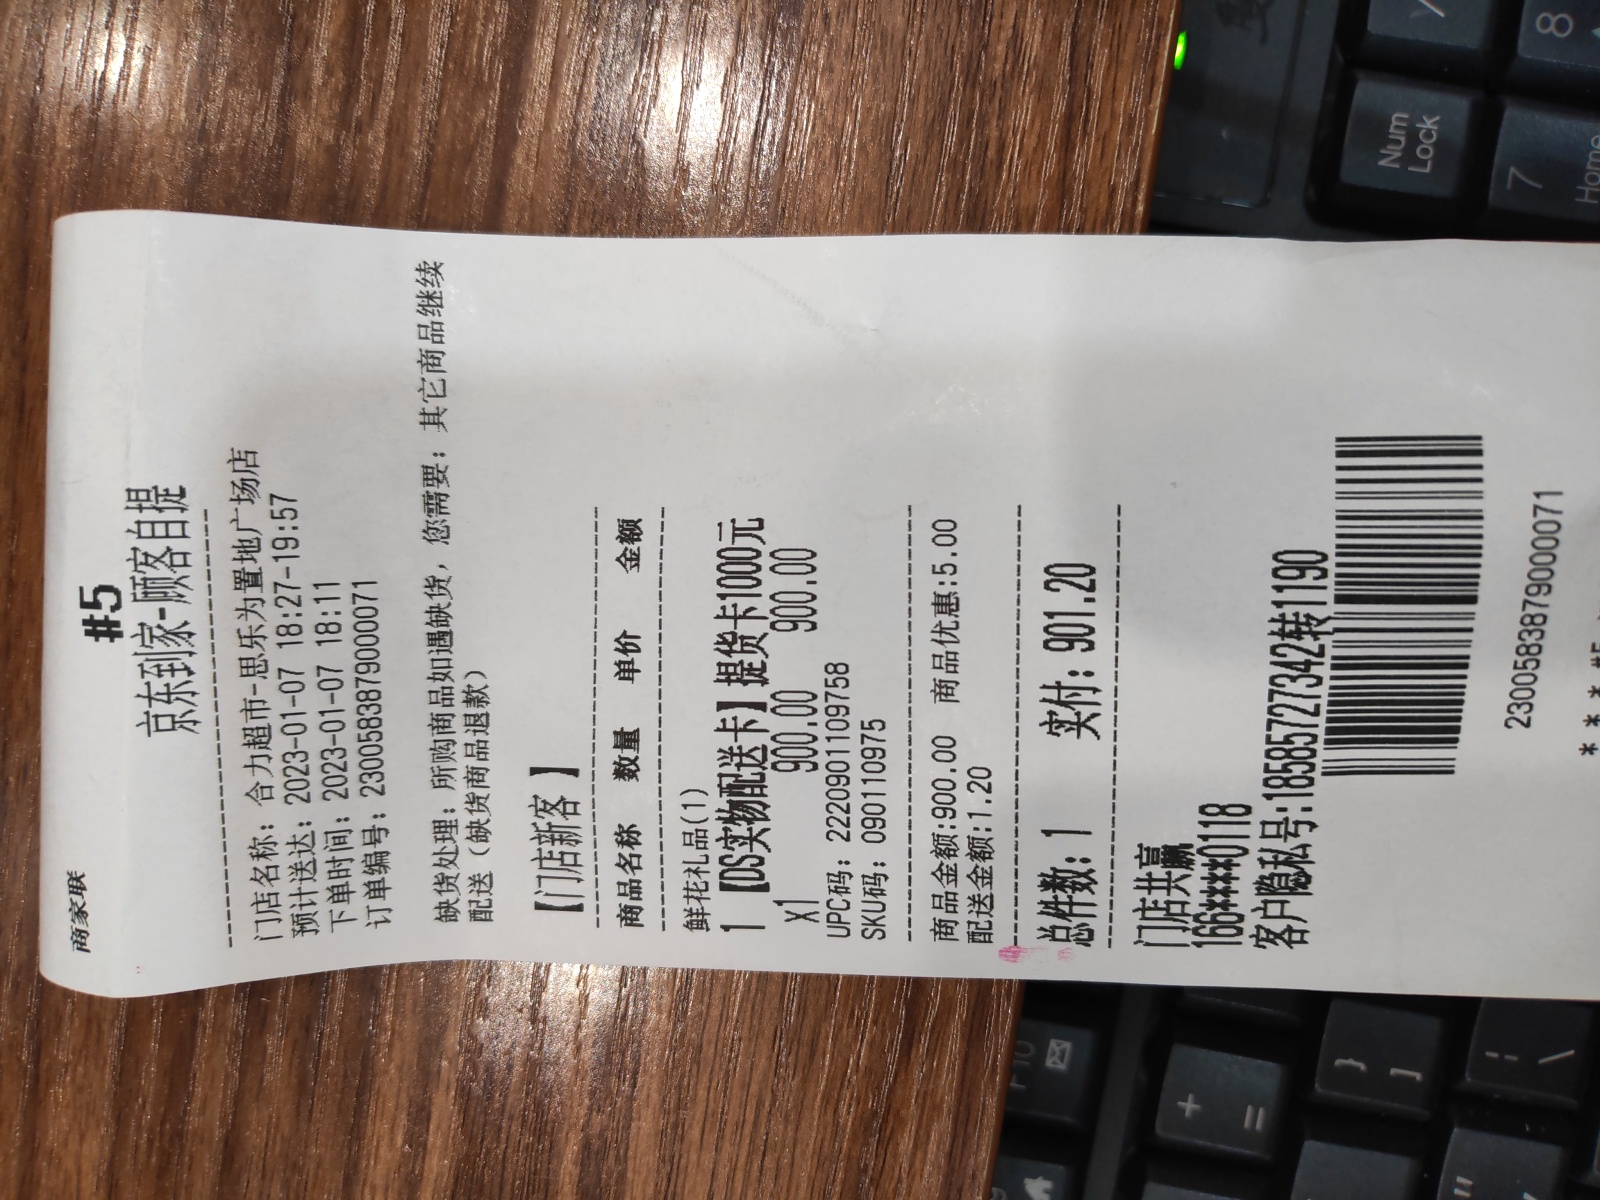 商家联
#5
京东到家-顾客自提
门店名称：合力超市-思乐为置地广场店
预计送达：2023-01-07 18:27-19:57
下单时间：2023-01-07 18:11
订单编号：2300583879000071
缺货处理：所购商品如遇缺货，您需要：其它商品继续
配送（缺货商品退款）
【门店新客 】
商品名称 数量 单价 金额
鲜花礼品(1)
1 【DS实物配送卡】提货卡1000元
x1 900.00 900.00
UPC码：2220901109758
SKU码：0901109975
商品金额:900.00 商品优惠:5.00
配送金额:1.20
总件数：1 实付：901.20
门店共赢
166****0118
客户隐私号:18585727342转1190
2300583879000071
* * * #5
Num
Lock
7
Home
8
+
=
}
]
\